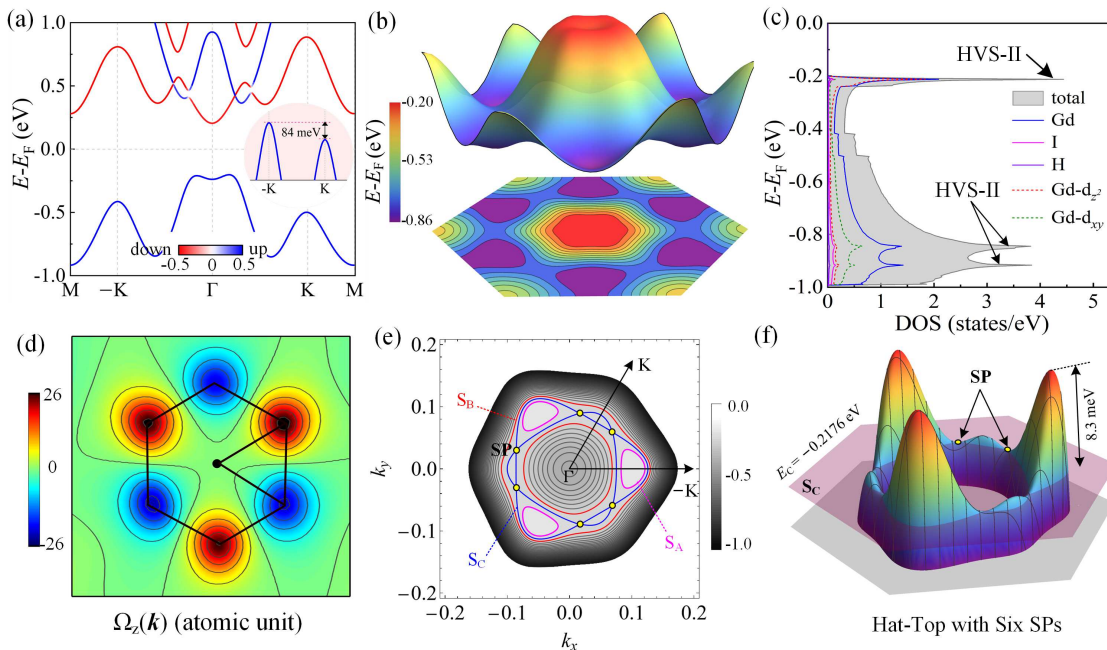 (a)
E-E_F (eV)
1.0
0.5
0.0
-0.5
-1.0
84 meV
-K
K
down
up
-0.5
0
0.5
M
−K
Γ
K
M
(b)
E-E_F (eV)
-0.20
-0.53
-0.86
(c)
E-E_F (eV)
-0.0
-0.2
-0.4
-0.6
-0.8
-1.0
HVS-II
total
Gd
I
H
Gd-d_{z²}
Gd-d_{xy}
HVS-II
0
1
2
3
4
5
DOS (states/eV)
(d)
26
0
-26
Ω_z(k) (atomic unit)
(e)
k_y
0.2
0.1
0.0
−0.1
−0.2
K
S_B
SP
Γ
−K
S_C
S_A
−0.2
−0.1
0.0
0.1
0.2
k_x
0.0
-0.5
-1.0
(f)
SP
8.3 meV
E_C = −0.2176 eV
S_C
Hat-Top with Six SPs